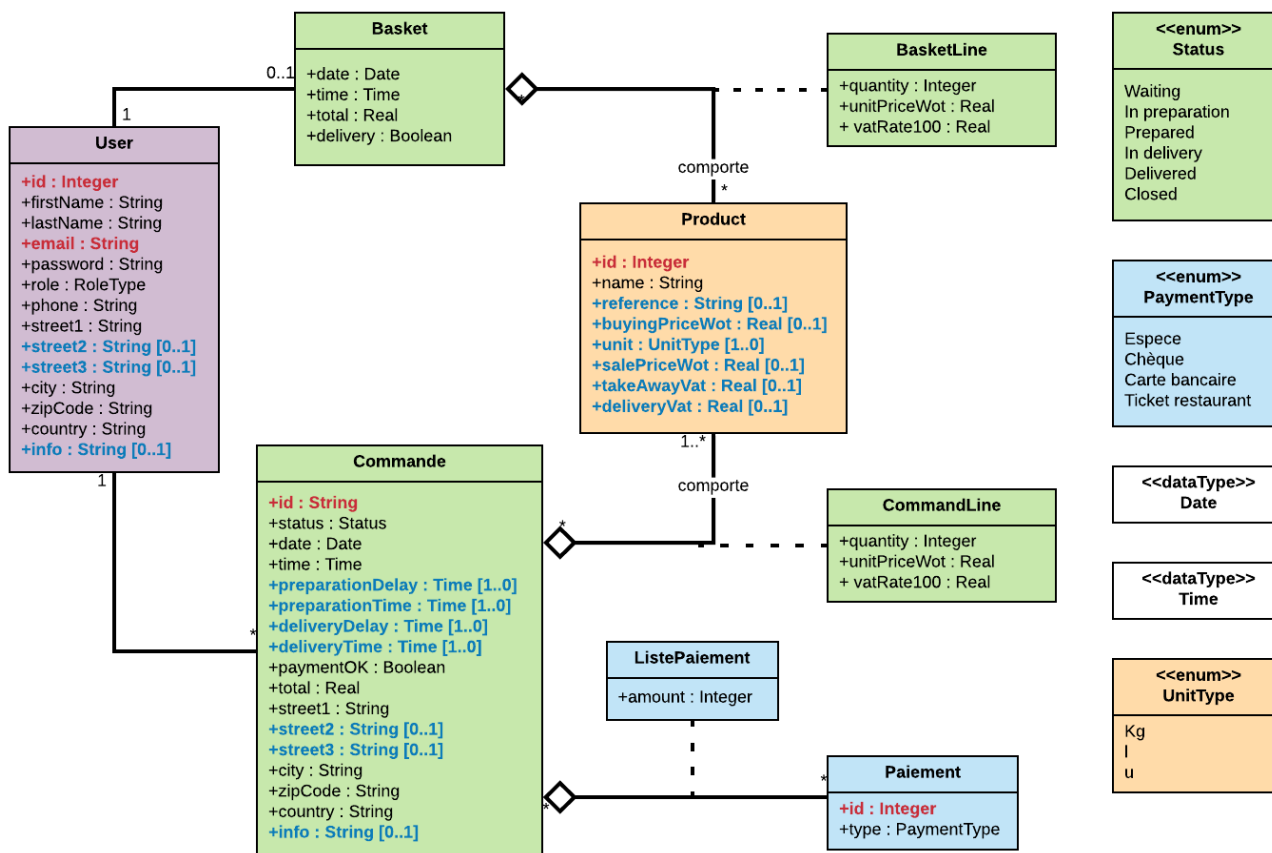 Basket
+date : Date
+time : Time
+total : Real
+delivery : Boolean
0..1
1
*
BasketLine
+quantity : Integer
+unitPriceWot : Real
+ vatRate100 : Real
comporte
*
User
+id : Integer
+firstName : String
+lastName : String
+email : String
+password : String
+role : RoleType
+phone : String
+street1 : String
+street2 : String [0..1]
+street3 : String [0..1]
+city : String
+zipCode : String
+country : String
+info : String [0..1]
1
*
Product
+id : Integer
+name : String
+reference : String [0..1]
+buyingPriceWot : Real [0..1]
+unit : UnitType [1..0]
+salePriceWot : Real [0..1]
+takeAwayVat : Real [0..1]
+deliveryVat : Real [0..1]
1..*
comporte
*
Commande
+id : String
+status : Status
+date : Date
+time : Time
+preparationDelay : Time [1..0]
+preparationTime : Time [1..0]
+deliveryDelay : Time [1..0]
+deliveryTime : Time [1..0]
+paymentOK : Boolean
+total : Real
+street1 : String
+street2 : String [0..1]
+street3 : String [0..1]
+city : String
+zipCode : String
+country : String
+info : String [0..1]
CommandLine
+quantity : Integer
+unitPriceWot : Real
+ vatRate100 : Real
ListePaiement
+amount : Integer
*
*
Paiement
+id : Integer
+type : PaymentType
<<enum>>
Status
Waiting
In preparation
Prepared
In delivery
Delivered
Closed
<<enum>>
PaymentType
Espece
Chèque
Carte bancaire
Ticket restaurant
<<dataType>>
Date
<<dataType>>
Time
<<enum>>
UnitType
Kg
l
u